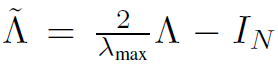 Λ̃ = 2/λ_max Λ − I_N